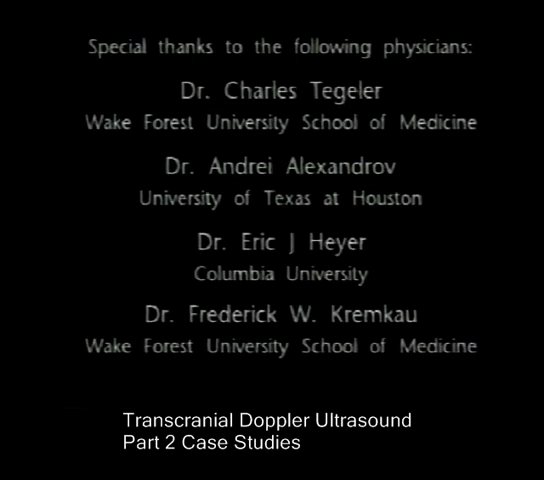 Special thanks to the following physicians:
Dr. Charles Tegeler
Wake Forest University School of Medicine
Dr. Andrei Alexandrov
University of Texas at Houston
Dr. Eric J Heyer
Columbia University
Dr. Frederick W. Kremkau
Wake Forest University School of Medicine
Transcranial Doppler Ultrasound
Part 2 Case Studies